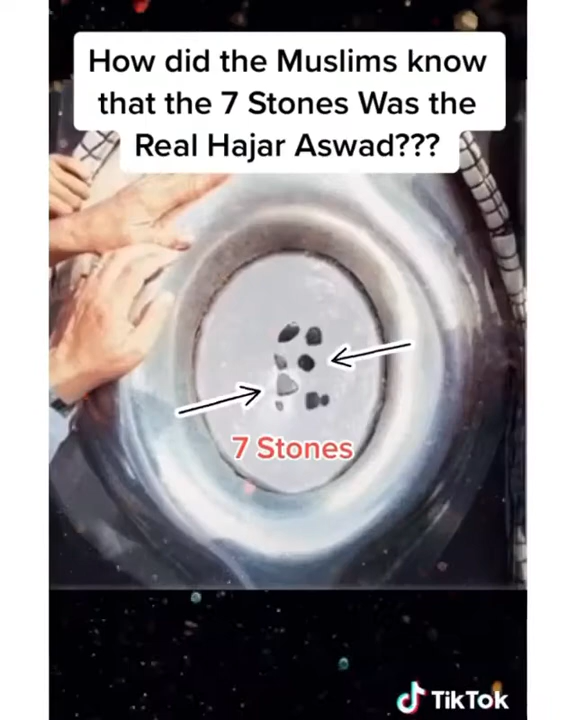 How did the Muslims know
that the 7 Stones Was the
Real Hajar Aswad???
7 Stones
TikTok